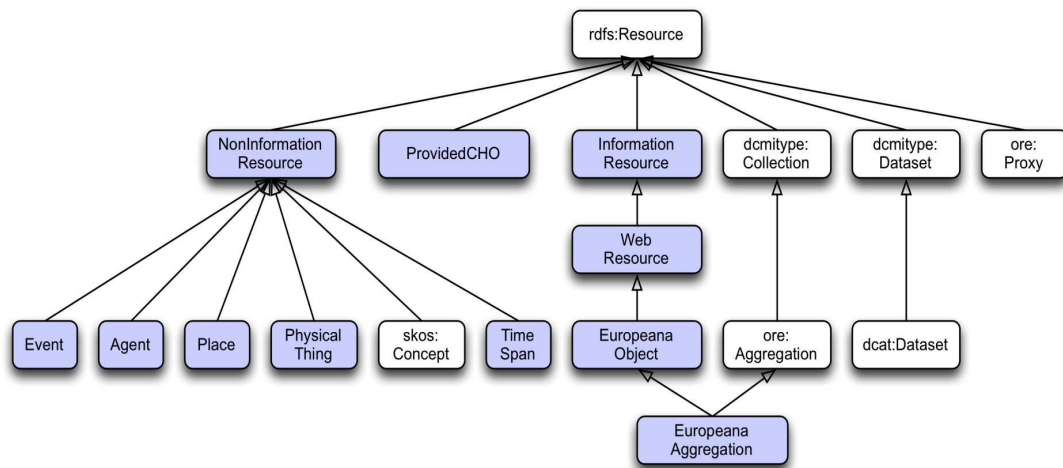 rdfs:Resource
NonInformation
Resource
ProvidedCHO
Information
Resource
dcmitype:
Collection
dcmitype:
Dataset
ore:
Proxy
Web
Resource
Event
Agent
Place
Physical
Thing
skos:
Concept
Time
Span
Europeana
Object
ore:
Aggregation
dcat:Dataset
Europeana
Aggregation